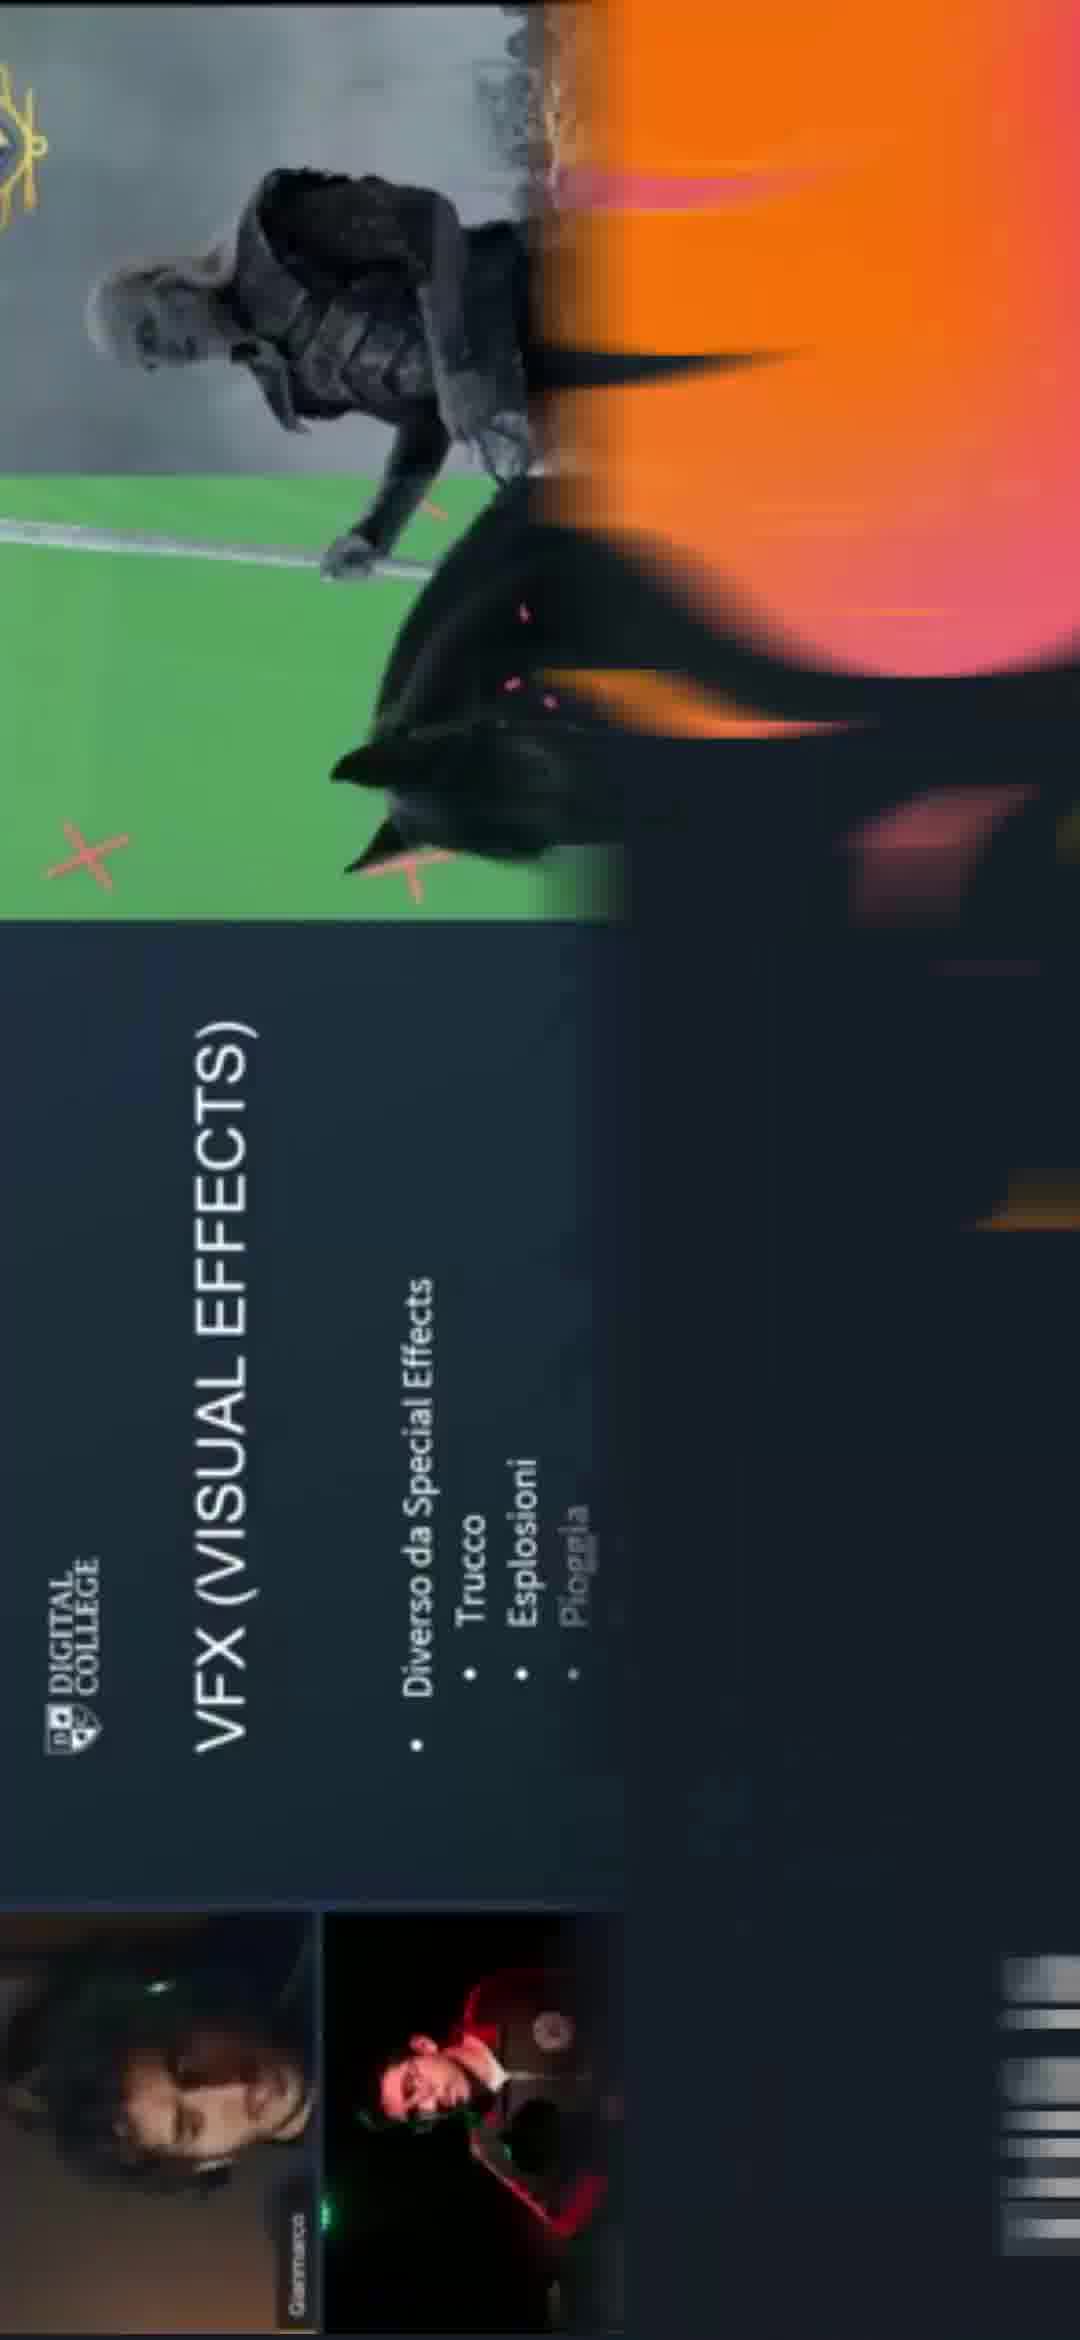 DIGITAL
COLLEGE
VFX (VISUAL EFFECTS)
• Diverso da Special Effects
• Trucco
• Esplosioni
• Pioggia
Gianmarco